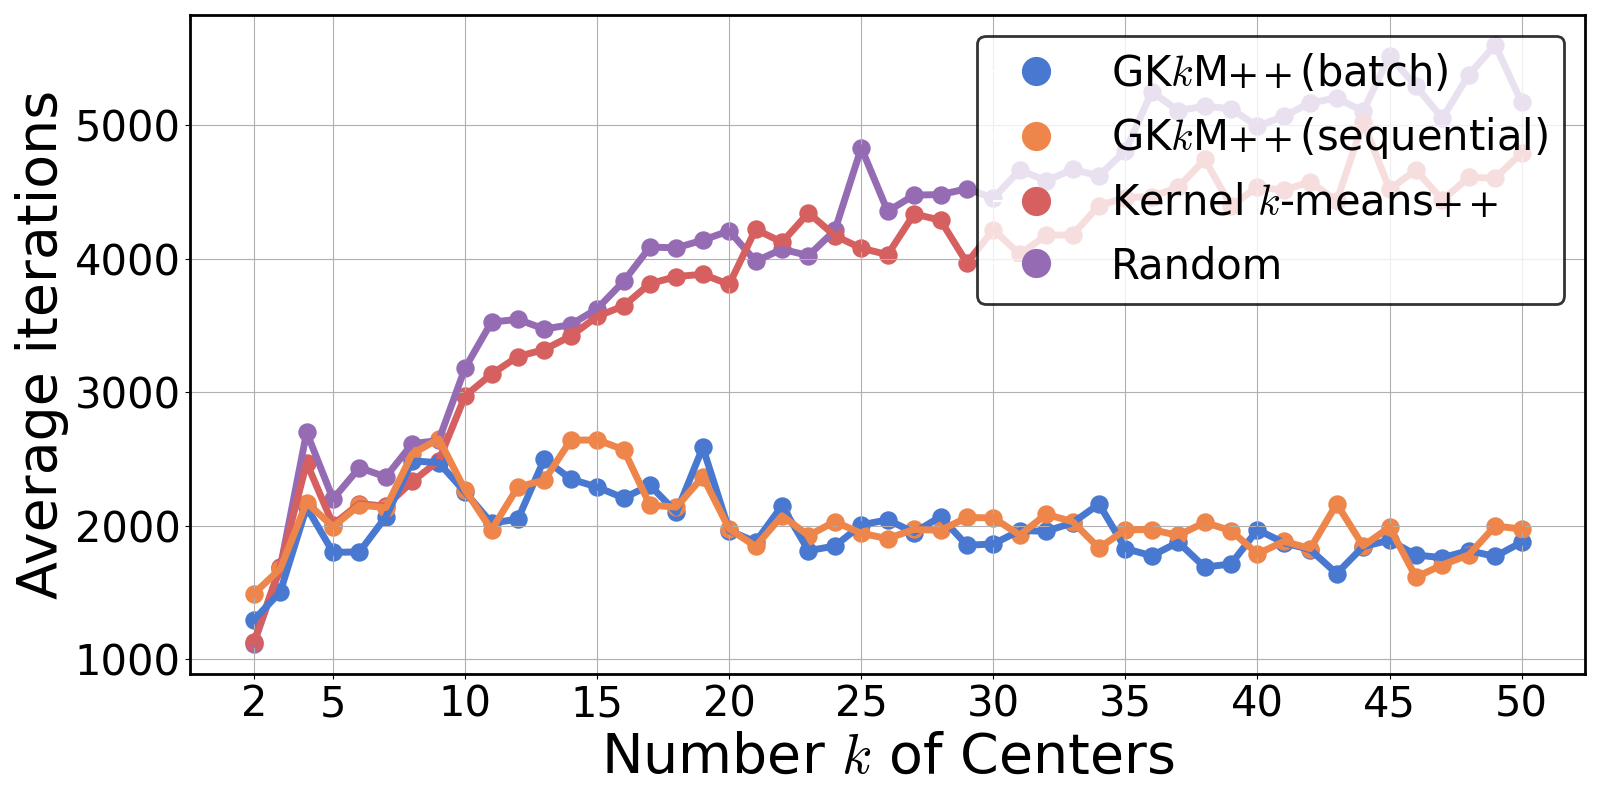 Average iterations
5000
4000
3000
2000
1000
GKkM++(batch)
GKkM++(sequential)
Kernel k-means++
Random
2 5 10 15 20 25 30 35 40 45 50
Number k of Centers